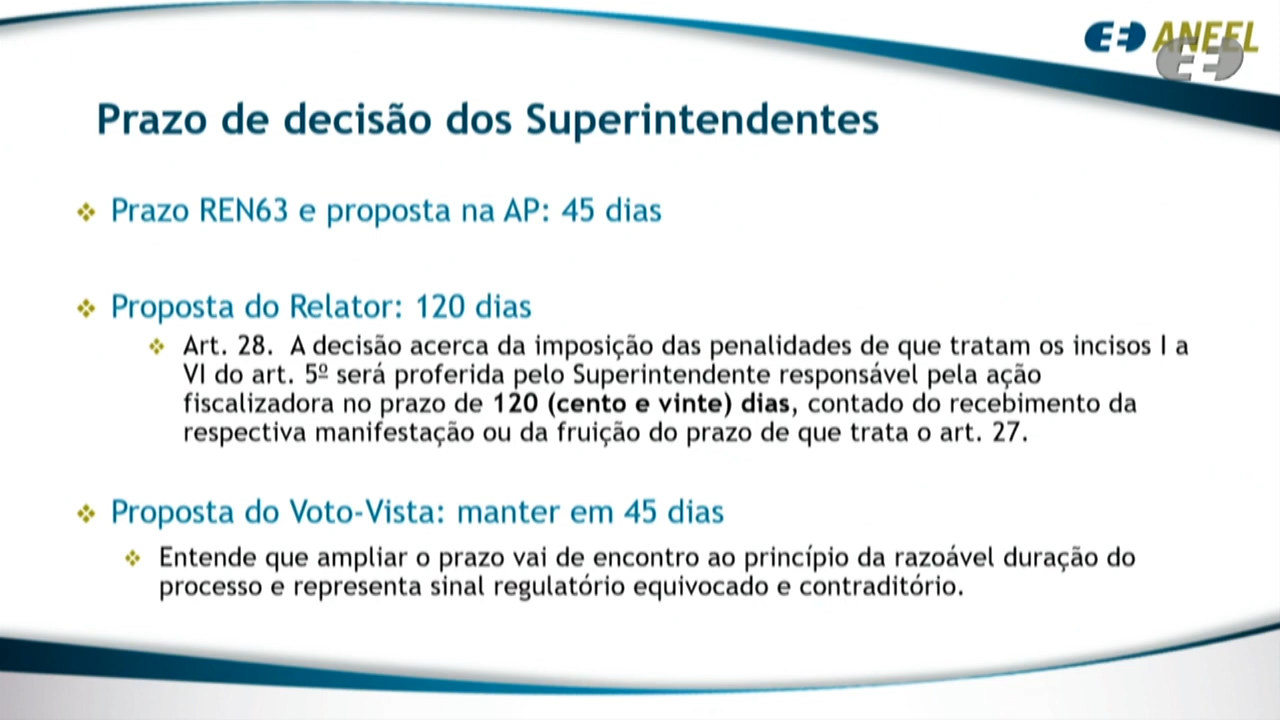 ANEEL
Prazo de decisão dos Superintendentes
Prazo REN63 e proposta na AP: 45 dias
Proposta do Relator: 120 dias
Art. 28. A decisão acerca da imposição das penalidades de que tratam os incisos I a
VI do art. 5º será proferida pelo Superintendente responsável pela ação
fiscalizadora no prazo de 120 (cento e vinte) dias, contado do recebimento da
respectiva manifestação ou da fruição do prazo de que trata o art. 27.
Proposta do Voto-Vista: manter em 45 dias
Entende que ampliar o prazo vai de encontro ao princípio da razoável duração do
processo e representa sinal regulatório equivocado e contraditório.